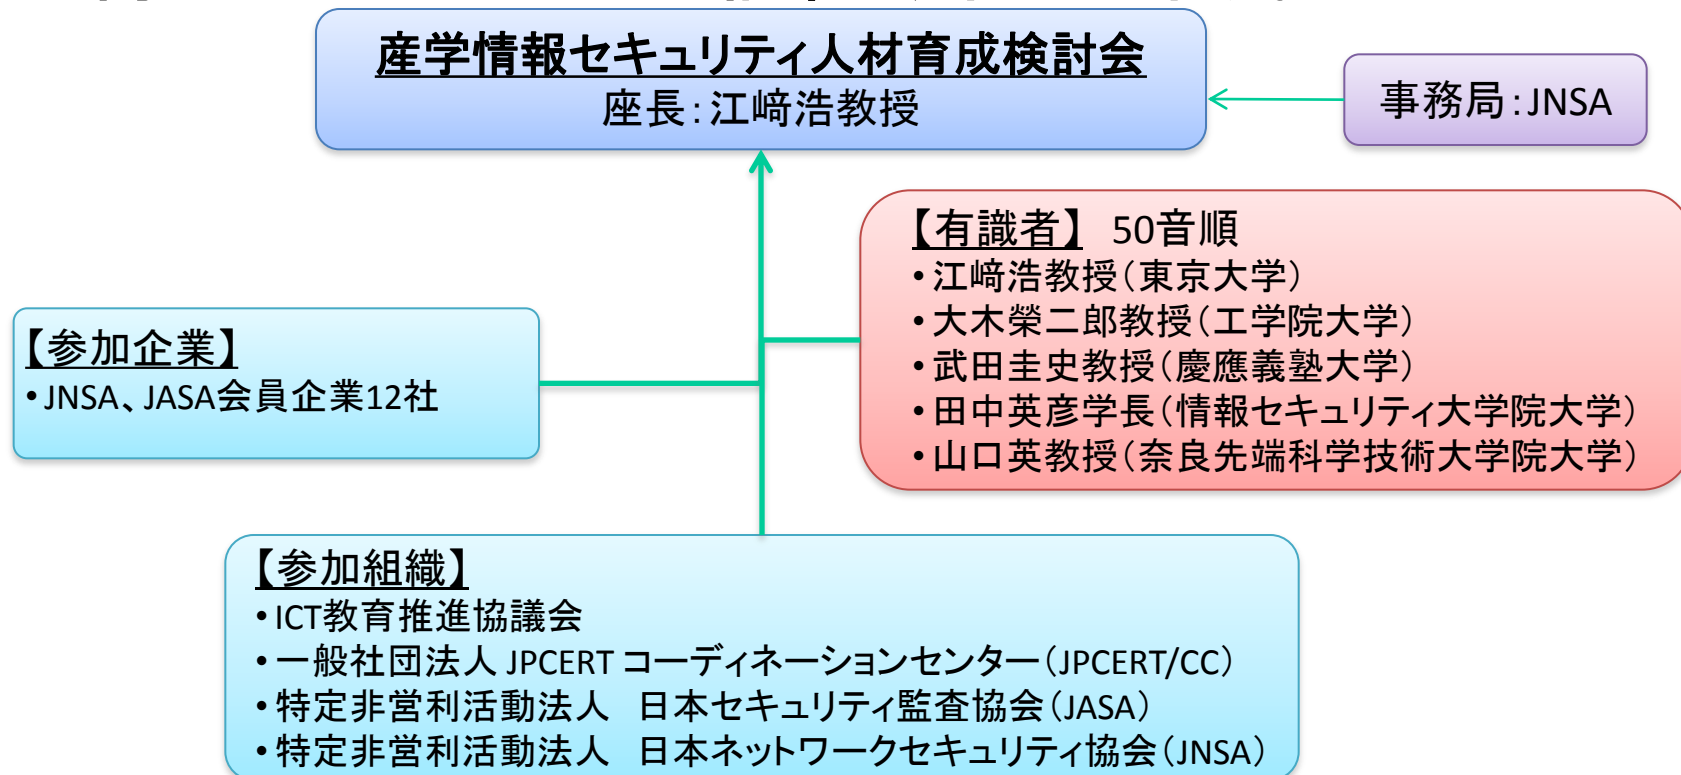 産学情報セキュリティ人材育成検討会
座長：江﨑浩教授
事務局：JNSA
【有識者】 50音順
•江﨑浩教授（東京大学）
•大木榮二郎教授（工学院大学）
•武田圭史教授（慶應義塾大学）
•田中英彦学長（情報セキュリティ大学院大学）
•山口英教授（奈良先端科学技術大学院大学）
【参加企業】
•JNSA、JASA会員企業12社
【参加組織】
•ICT教育推進協議会
•一般社団法人 JPCERT コーディネーションセンター（JPCERT/CC）
•特定非営利活動法人　日本セキュリティ監査協会（JASA）
•特定非営利活動法人　日本ネットワークセキュリティ協会（JNSA）